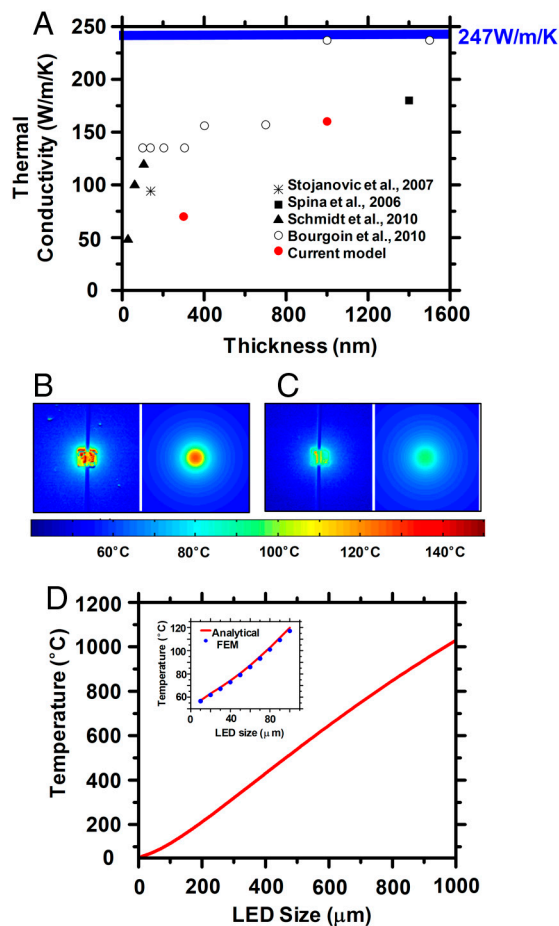 A
247W/m/K
Thermal
Conductivity (W/m/K)
250
200
150
100
50
0
Stojanovic et al., 2007
Spina et al., 2006
Schmidt et al., 2010
Bourgoin et al., 2010
Current model
0 400 800 1200 1600
Thickness (nm)
B
C
60°C 80°C 100°C 120°C 140°C
D
Temperature (°C)
1200
1000
800
600
400
200
0
Temperature (°C)
120
100
80
60
Analytical
FEM
0 40 80
LED size (μm)
0 200 400 600 800 1000
LED Size (μm)